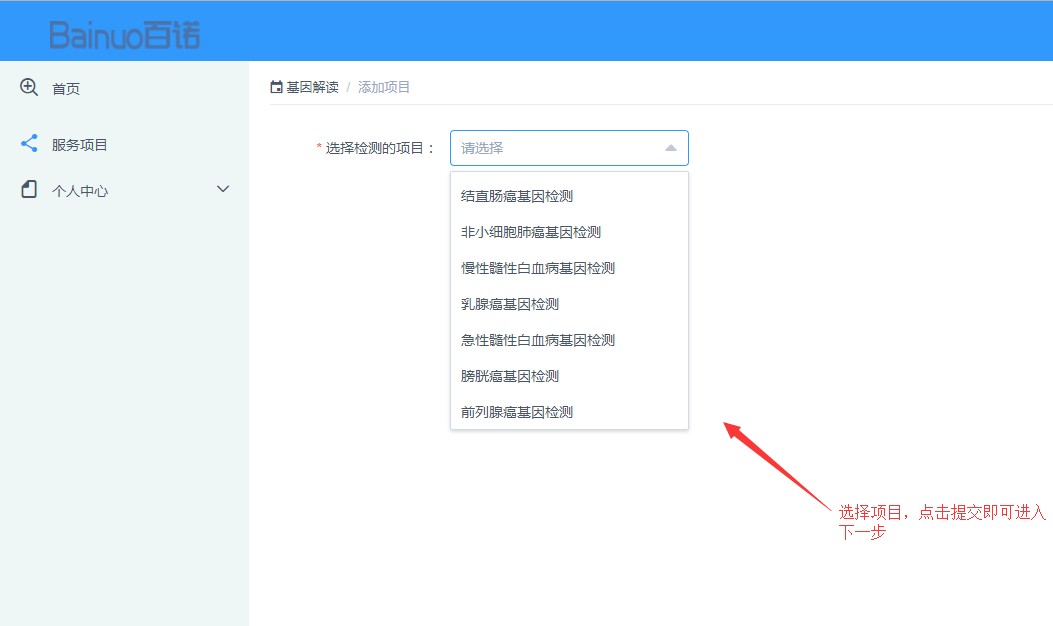 Bainuo百诺
首页
服务项目
个人中心
基因解读 / 添加项目
* 选择检测的项目：
请选择
结直肠癌基因检测
非小细胞肺癌基因检测
慢性髓性白血病基因检测
乳腺癌基因检测
急性髓性白血病基因检测
膀胱癌基因检测
前列腺癌基因检测
选择项目，点击提交即可进入
下一步